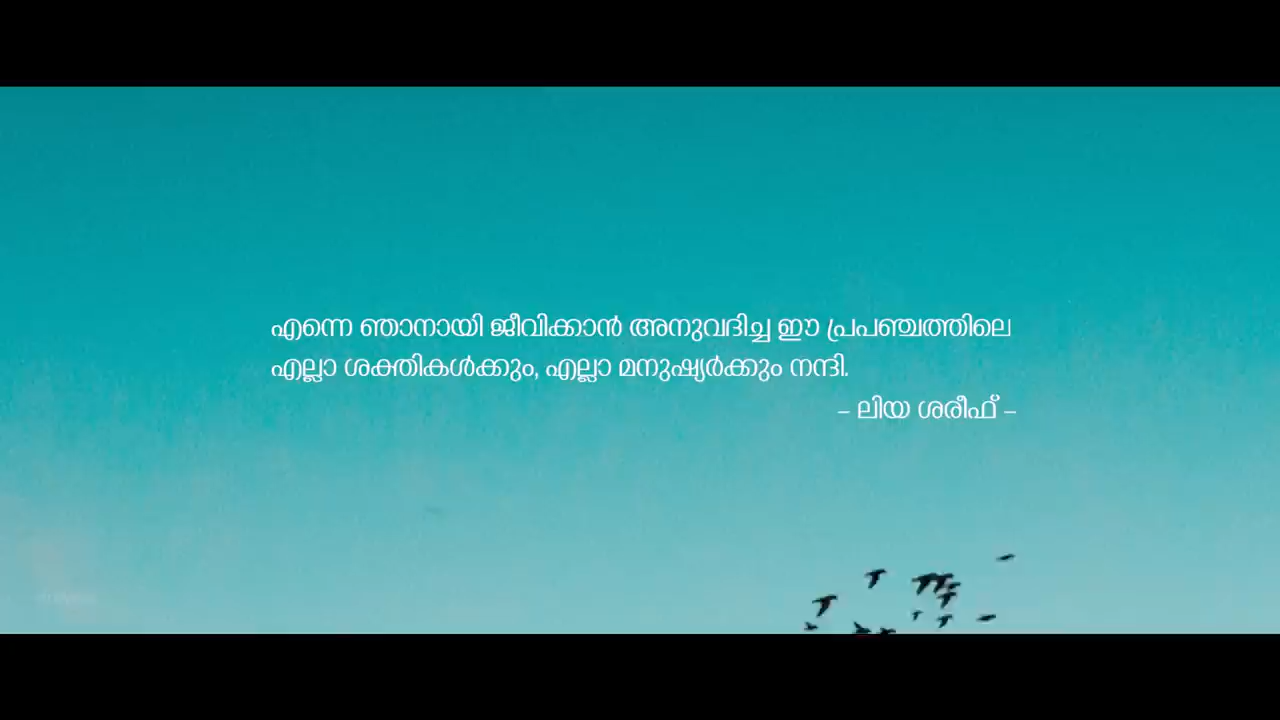 എന്നെ ഞാനായി ജീവിക്കാൻ അനുവദിച്ച ഈ പ്രപഞ്ചത്തിലെ
എല്ലാ ശക്തികൾക്കും, എല്ലാ മനുഷ്യർക്കും നന്ദി.
– ലിയ ശരീഫ് –